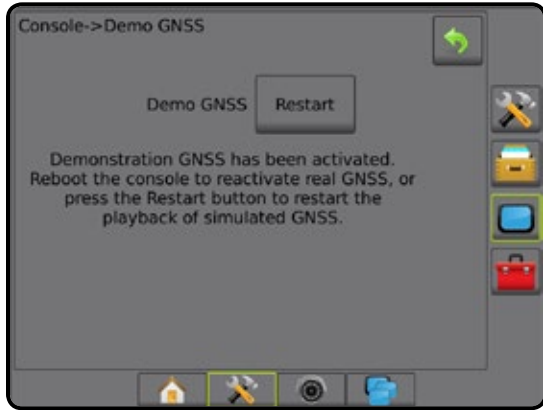 Console->Demo GNSS
Demo GNSS
Restart
Demonstration GNSS has been activated.
Reboot the console to reactivate real GNSS, or
press the Restart button to restart the
playback of simulated GNSS.